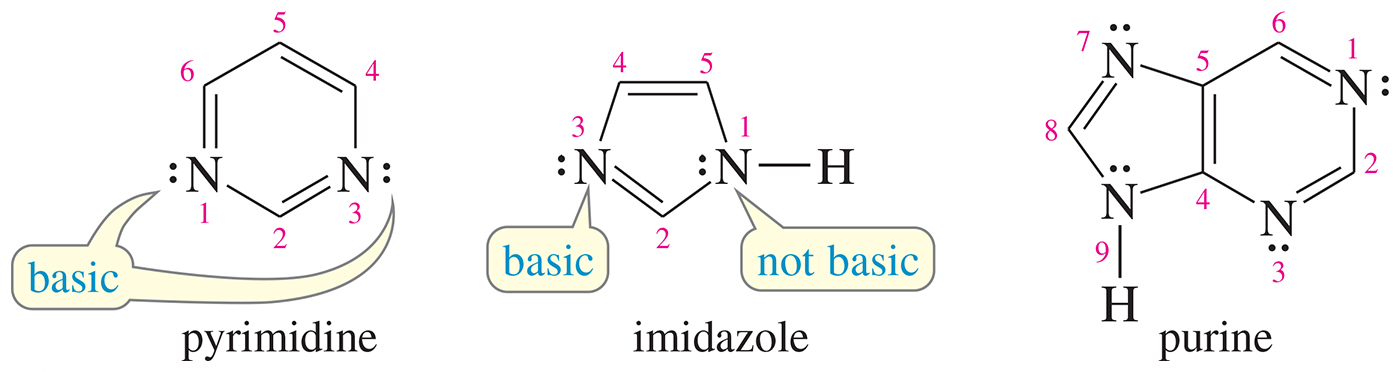 5
6 4
:N N:
1 3
2
basic
pyrimidine
4 5
3 1
:N :N—H
2
basic not basic
imidazole
6
7 N 5 1
N:
8
N 4 2
N
9 3
H
purine